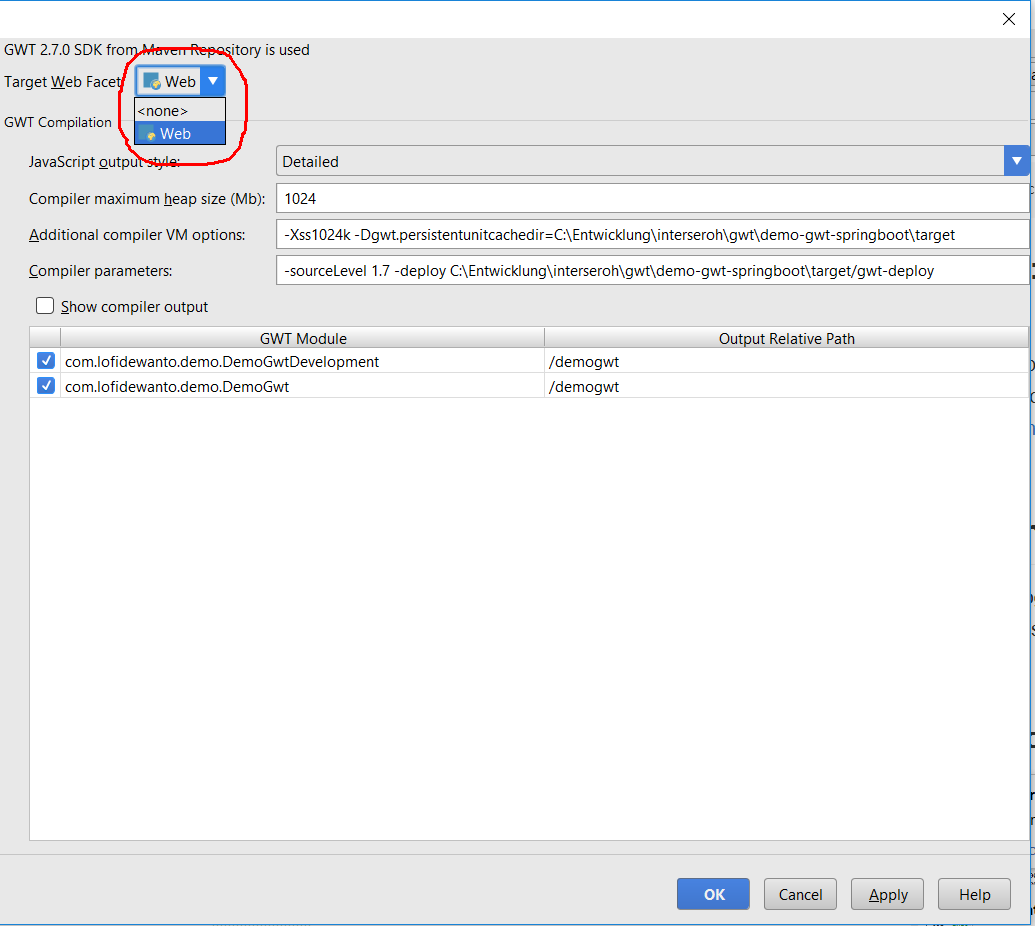 GWT 2.7.0 SDK from Maven Repository is used
Target Web Facet Web
<none>
Web
GWT Compilation
JavaScript output style: Detailed
Compiler maximum heap size (Mb): 1024
Additional compiler VM options: -Xss1024k -Dgwt.persistentunitcachedir=C:\Entwicklung\interseroh\gwt\demo-gwt-springboot\target
Compiler parameters: -sourceLevel 1.7 -deploy C:\Entwicklung\interseroh\gwt\demo-gwt-springboot\target/gwt-deploy
Show compiler output
GWT Module Output Relative Path
com.lofidewanto.demo.DemoGwtDevelopment /demogwt
com.lofidewanto.demo.DemoGwt /demogwt
OK Cancel Apply Help